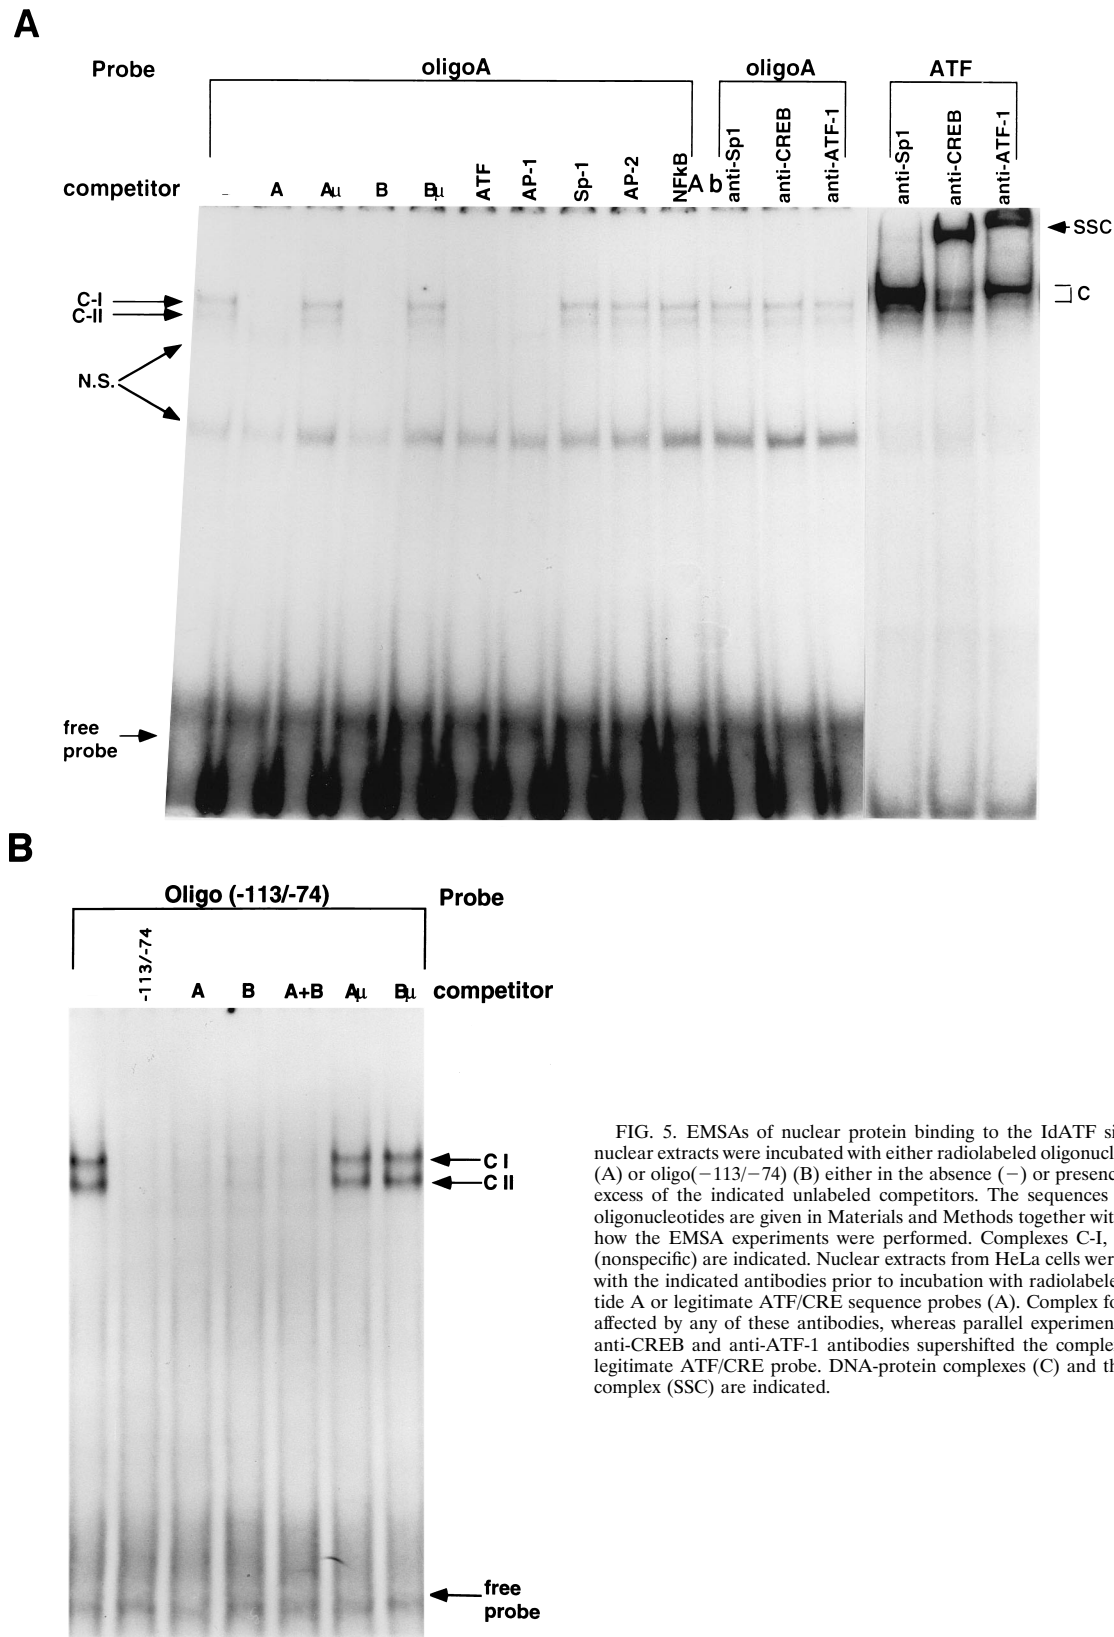 A
Probe oligoA oligoA ATF
competitor – A Aμ B Bμ ATF AP-1 Sp-1 AP-2 NFkB Ab anti-Sp1 anti-CREB anti-ATF-1 anti-Sp1 anti-CREB anti-ATF-1
SSC
C-I
C
C-II
N.S.
free
probe
B
Oligo (-113/-74) Probe
-113/-74 A B A+B Aμ Bμ competitor
C I
C II
free
probe
FIG. 5. EMSAs of nuclear protein binding to the IdATF si
nuclear extracts were incubated with either radiolabeled oligonucl
(A) or oligo(−113/−74) (B) either in the absence (−) or presenc
excess of the indicated unlabeled competitors. The sequences
oligonucleotides are given in Materials and Methods together wit
how the EMSA experiments were performed. Complexes C-I,
(nonspecific) are indicated. Nuclear extracts from HeLa cells wer
with the indicated antibodies prior to incubation with radiolabele
tide A or legitimate ATF/CRE sequence probes (A). Complex fo
affected by any of these antibodies, whereas parallel experimen
anti-CREB and anti-ATF-1 antibodies supershifted the comple
legitimate ATF/CRE probe. DNA-protein complexes (C) and th
complex (SSC) are indicated.